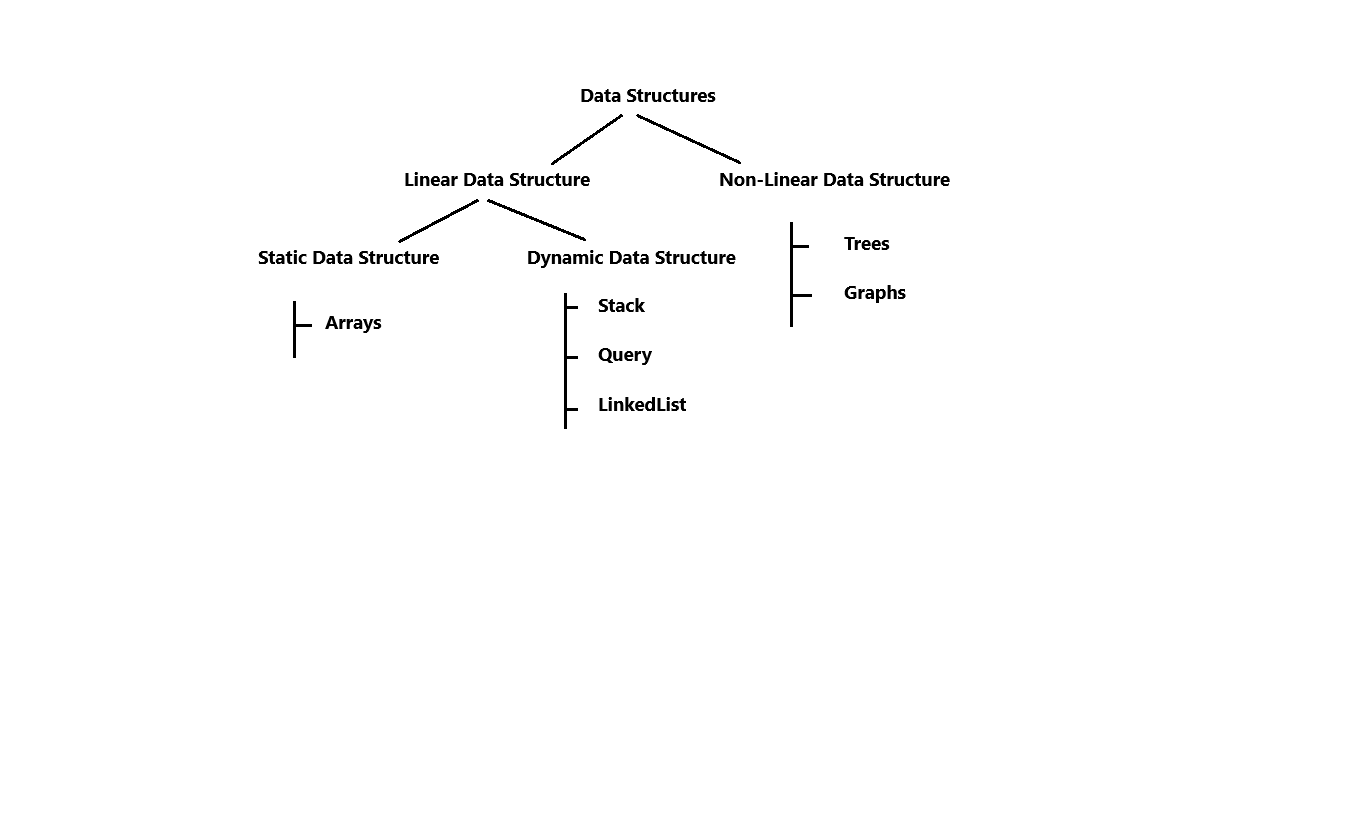 Data Structures
Linear Data Structure
Non-Linear Data Structure
Static Data Structure
Arrays
Dynamic Data Structure
Stack
Query
LinkedList
Trees
Graphs